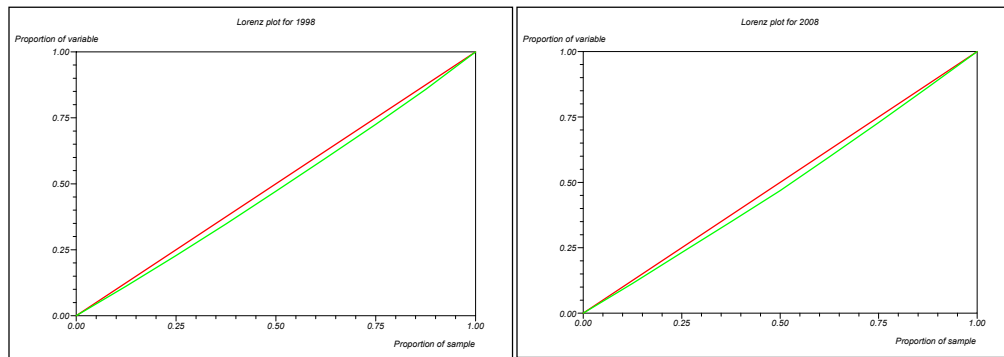 Lorenz plot for 1998
Proportion of variable
1.00
0.75
0.50
0.25
0.00
0.00 0.25 0.50 0.75 1.00
Proportion of sample
Lorenz plot for 2008
Proportion of variable
1.00
0.75
0.50
0.25
0.00
0.00 0.25 0.50 0.75 1.00
Proportion of sample